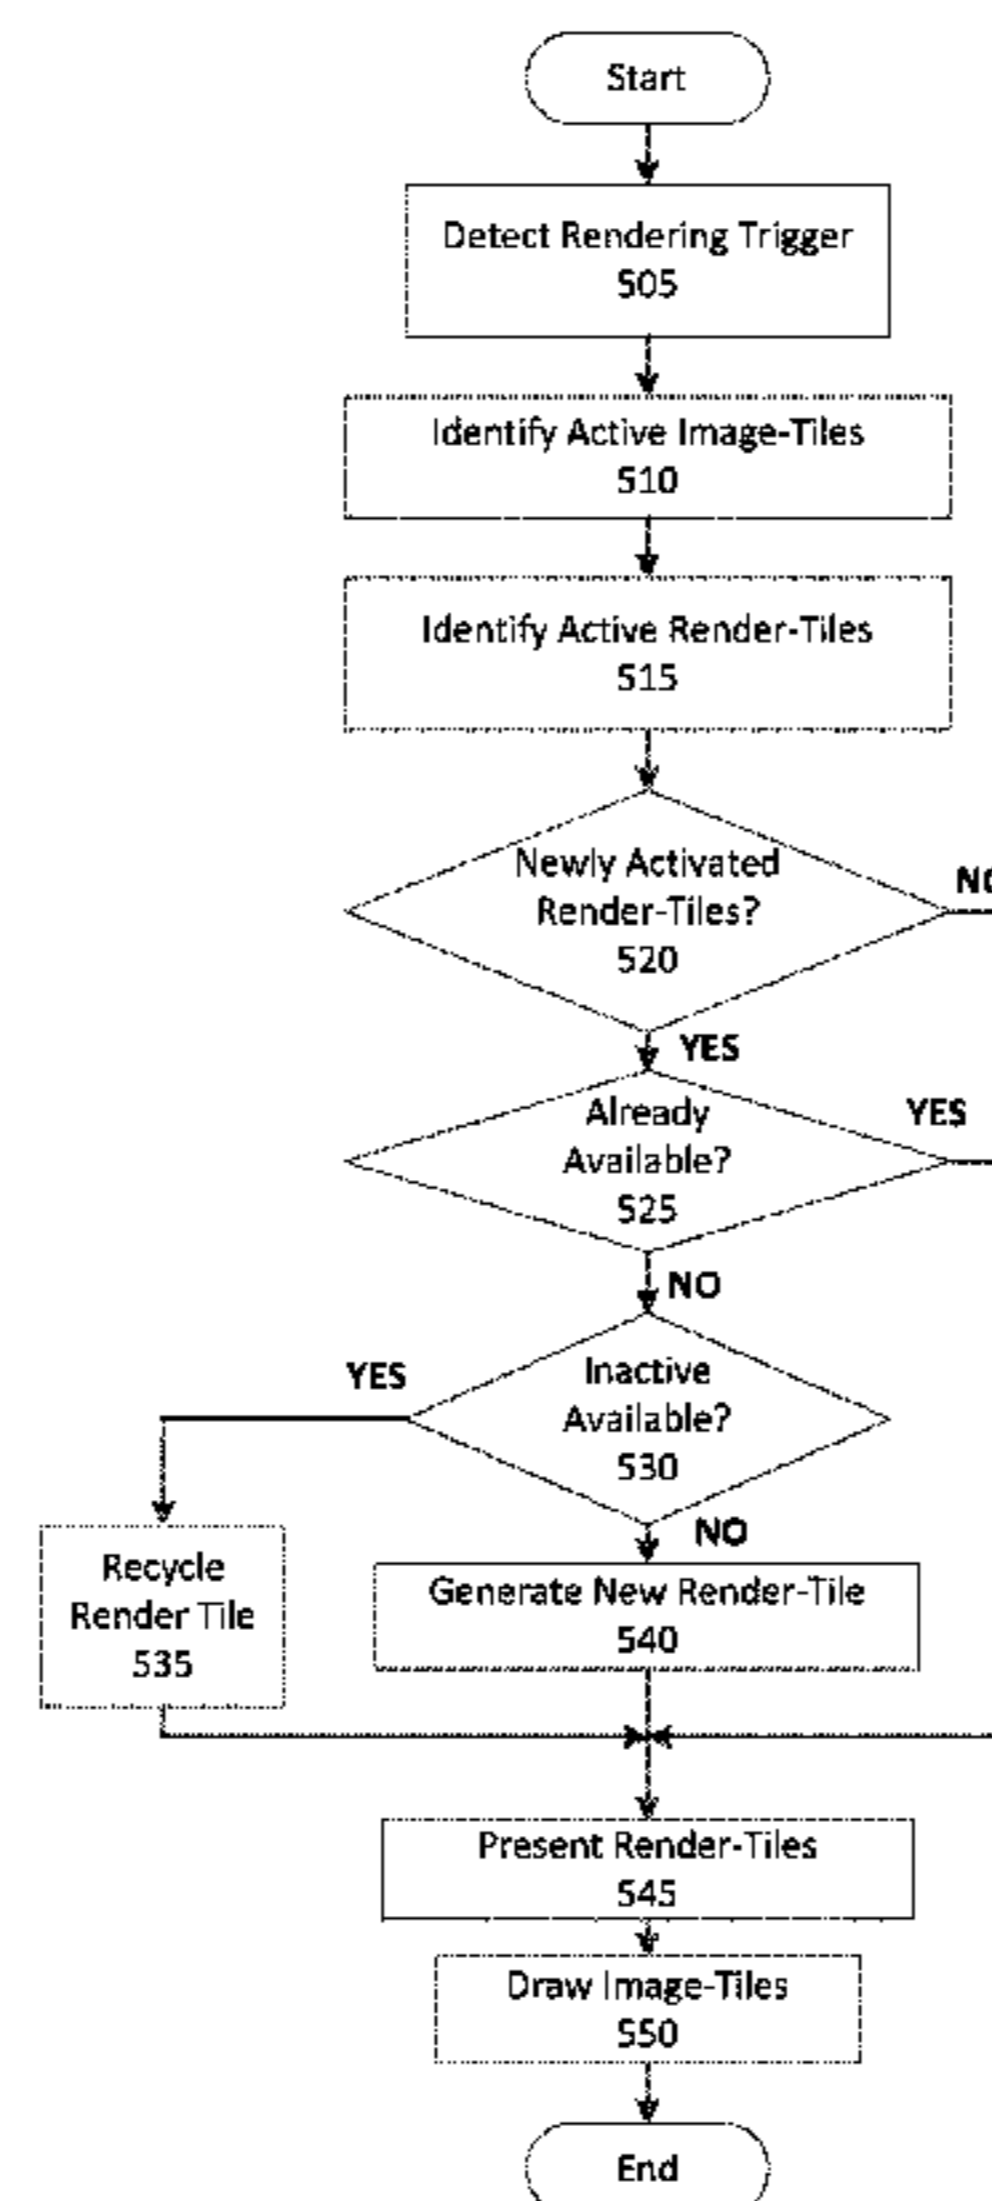 Start
Detect Rendering Trigger
505
Identify Active Image-Tiles
510
Identify Active Render-Tiles
515
Newly Activated
Render-Tiles?
520
NO
YES
Already
Available?
525
YES
NO
Inactive
Available?
530
YES
NO
Recycle
Render Tile
535
Generate New Render-Tile
540
Present Render-Tiles
545
Draw Image-Tiles
550
End